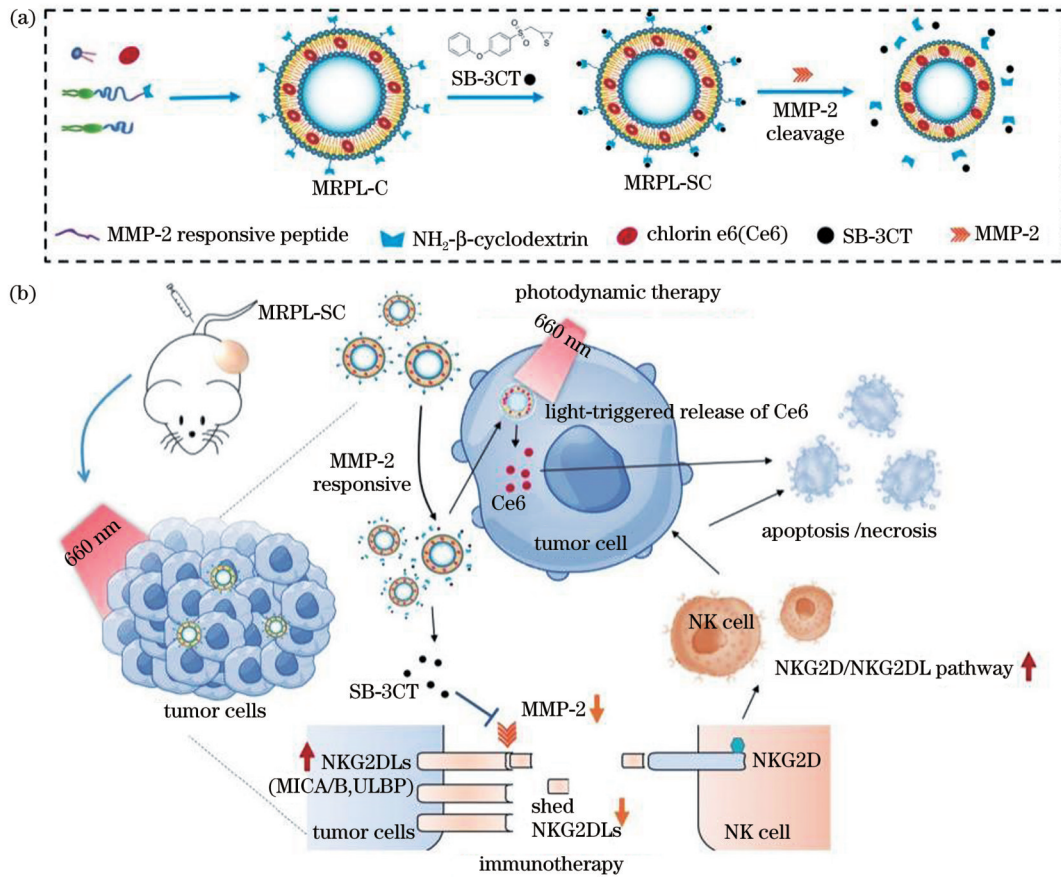 (a)
O
O
S
O
S
SB-3CT
MMP-2
cleavage
MRPL-C
MRPL-SC
MMP-2 responsive peptide
NH₂-β-cyclodextrin
chlorin e6(Ce6)
SB-3CT
MMP-2
(b)
MRPL-SC
photodynamic therapy
660 nm
light-triggered release of Ce6
MMP-2
responsive
Ce6
tumor cell
apoptosis /necrosis
660 nm
tumor cells
NK cell
NKG2D/NKG2DL pathway
SB-3CT
MMP-2
NKG2DLs
(MICA/B,ULBP)
NKG2D
shed
NKG2DLs
tumor cells
NK cell
immunotherapy